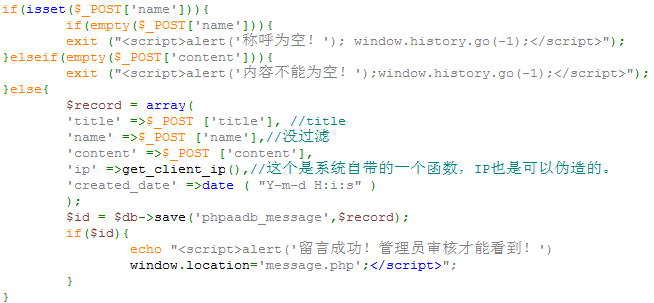 if(isset($_POST['name'])){
if(empty($_POST['name'])){
exit ("<script>alert('称呼为空！'); window.history.go(-1);</script>");
}elseif(empty($_POST['content'])){
exit ("<script>alert('内容不能为空！');window.history.go(-1);</script>");
}else{
$record = array(
'title' =>$_POST ['title'], //title
'name' =>$_POST ['name'],//没过滤
'content' =>$_POST ['content'],
'ip' =>get_client_ip(),//这个是系统自带的一个函数，IP也是可以伪造的。
'created_date' =>date ( "Y-m-d H:i:s" )
);
$id = $db->save('phpaadb_message',$record);
if($id){
echo "<script>alert('留言成功！管理员审核才能看到！')
window.location='message.php';</script>";
}
}